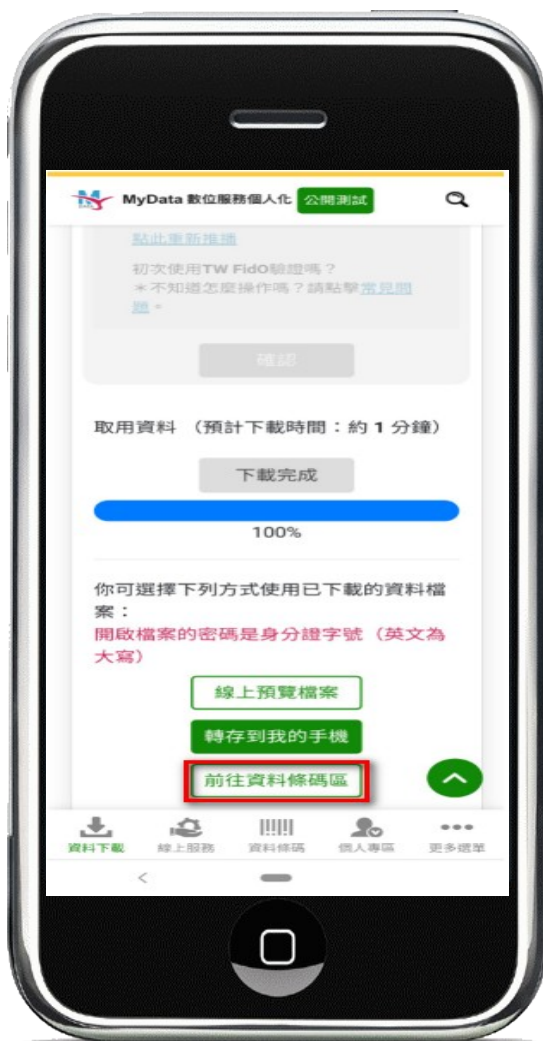 MyData 數位服務個人化 公開測試
點此重新推播
初次使用TW FidO驗證嗎？
＊不知道怎麼操作嗎？請點擊常見問
題。
確認
取用資料 （預計下載時間：約 1 分鐘）
下載完成
100%
你可選擇下列方式使用已下載的資料檔
案：
開啟檔案的密碼是身分證字號（英文為
大寫）
線上預覽檔案
轉存到我的手機
前往資料條碼區
資料下載 線上服務 資料條碼 個人專區 更多選單